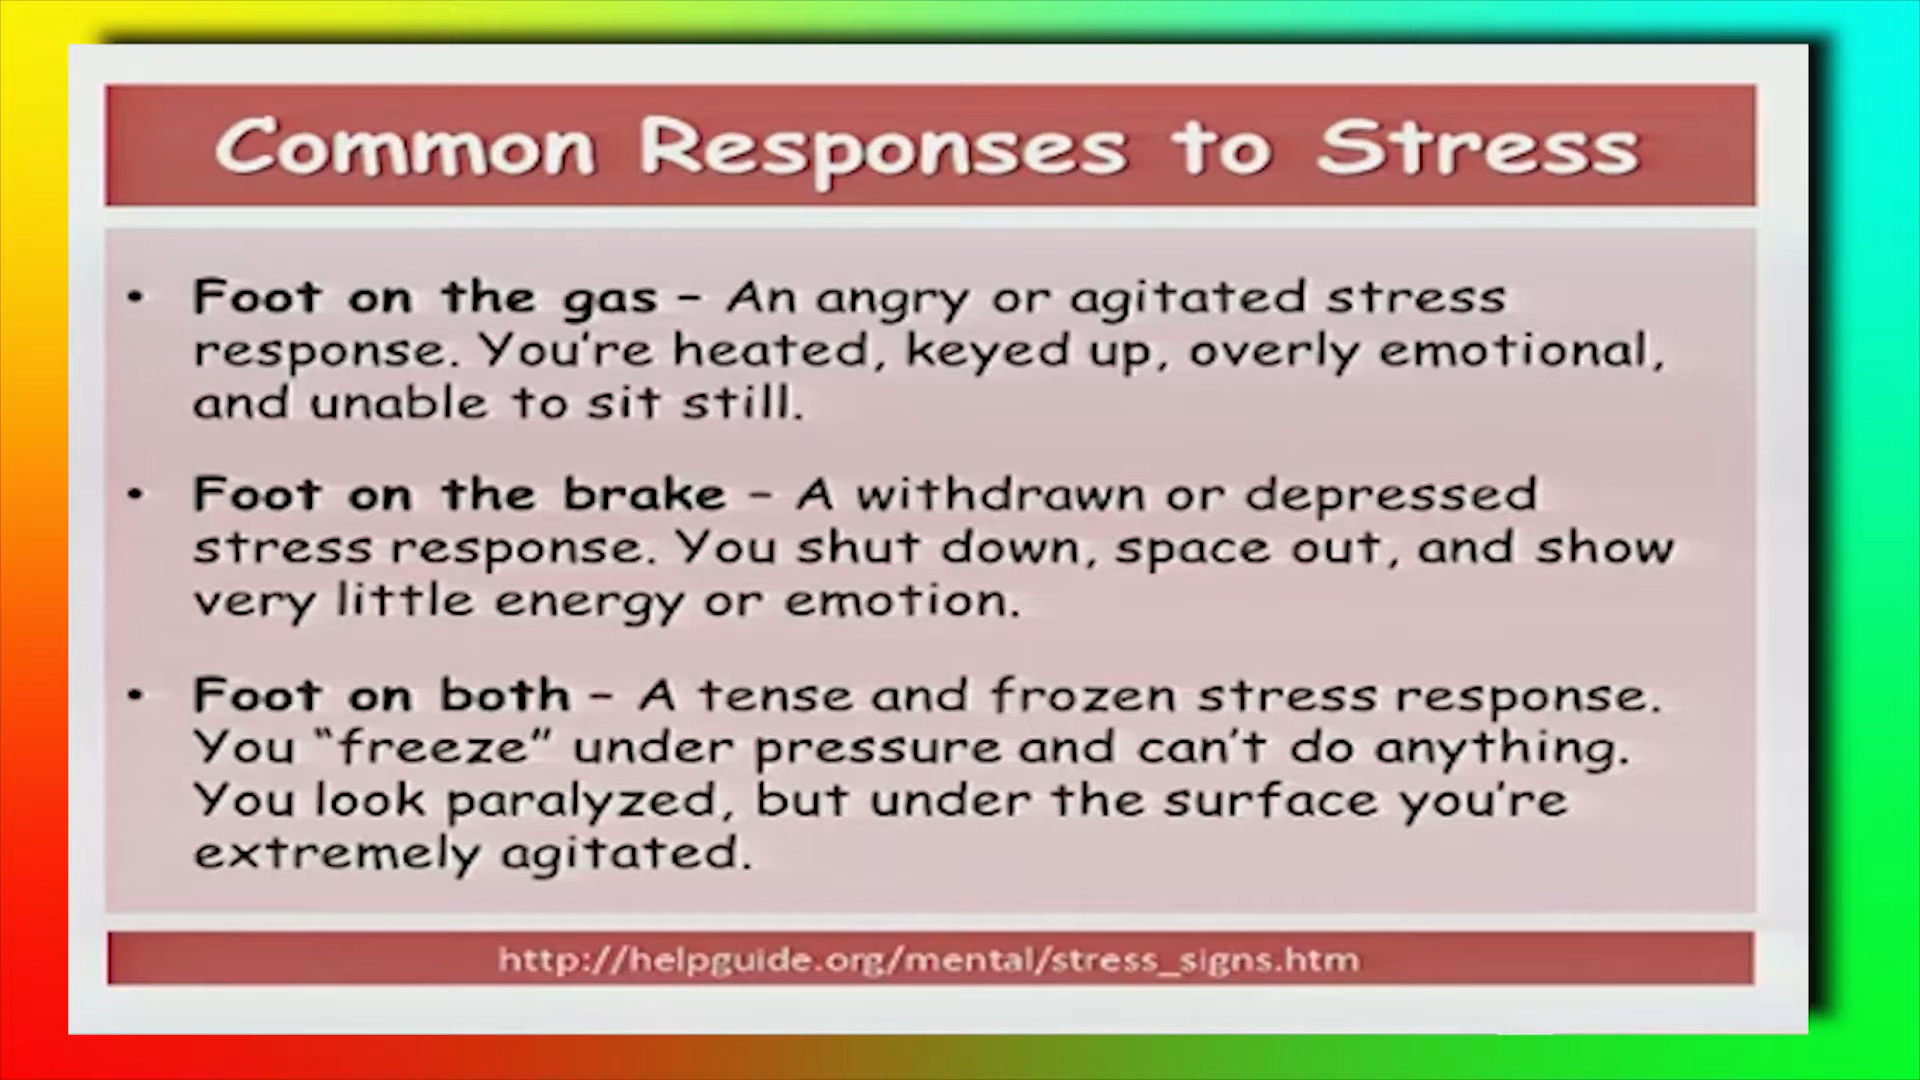 Common Responses to Stress
• Foot on the gas – An angry or agitated stress
response. You're heated, keyed up, overly emotional,
and unable to sit still.
• Foot on the brake – A withdrawn or depressed
stress response. You shut down, space out, and show
very little energy or emotion.
• Foot on both – A tense and frozen stress response.
You “freeze” under pressure and can't do anything.
You look paralyzed, but under the surface you're
extremely agitated.
http://helpguide.org/mental/stress_signs.htm